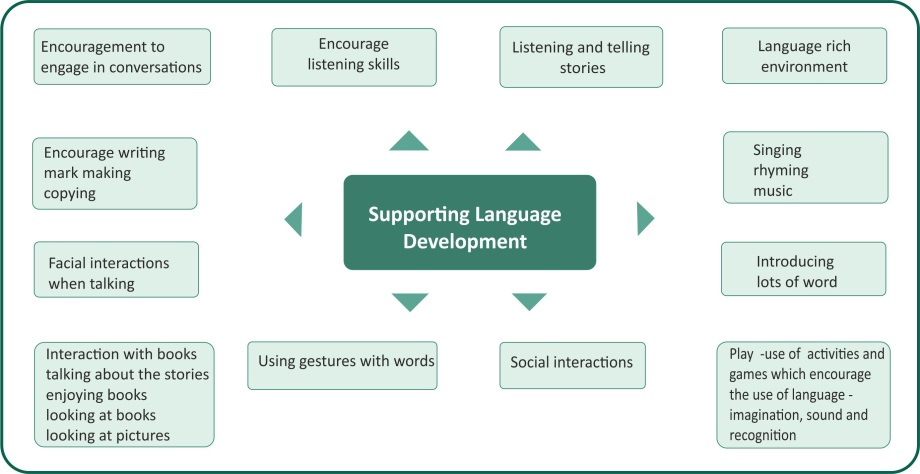 Encouragement to
engage in conversations
Encourage
listening skills
Listening and telling
stories
Language rich
environment
Encourage writing
mark making
copying
Singing
rhyming
music
Supporting Language
Development
Facial interactions
when talking
Introducing
lots of word
Interaction with books
talking about the stories
enjoying books
looking at books
looking at pictures
Using gestures with words
Social interactions
Play -use of activities and
games which encourage
the use of language -
imagination, sound and
recognition